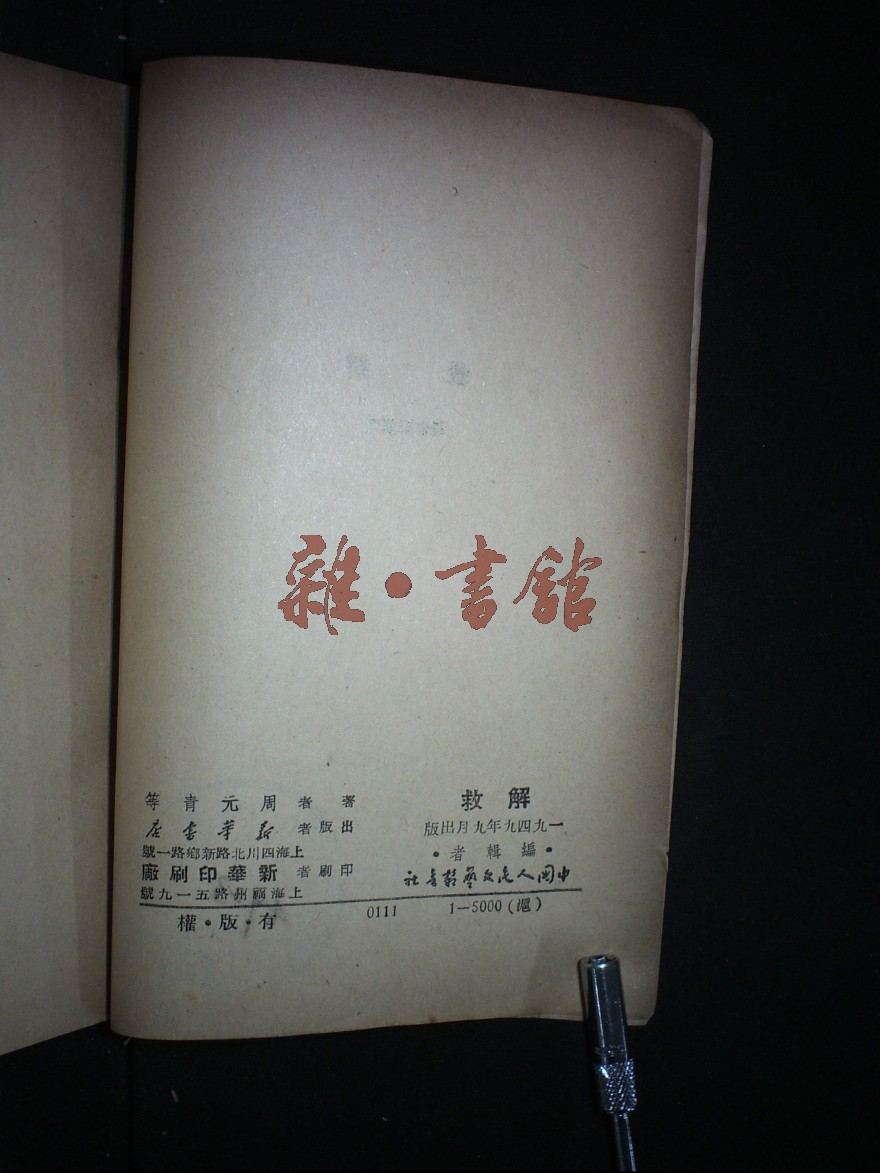 雜·書館
解救
一九四九年九月出版
·編輯者·
中國人民文藝叢書社
著者 周元青等
出版者 新華書店
上海四川北路新鄉路一號
印刷者 新華印刷廠
上海福州路五一九號
0111 1—5000(滬)
有·版·權